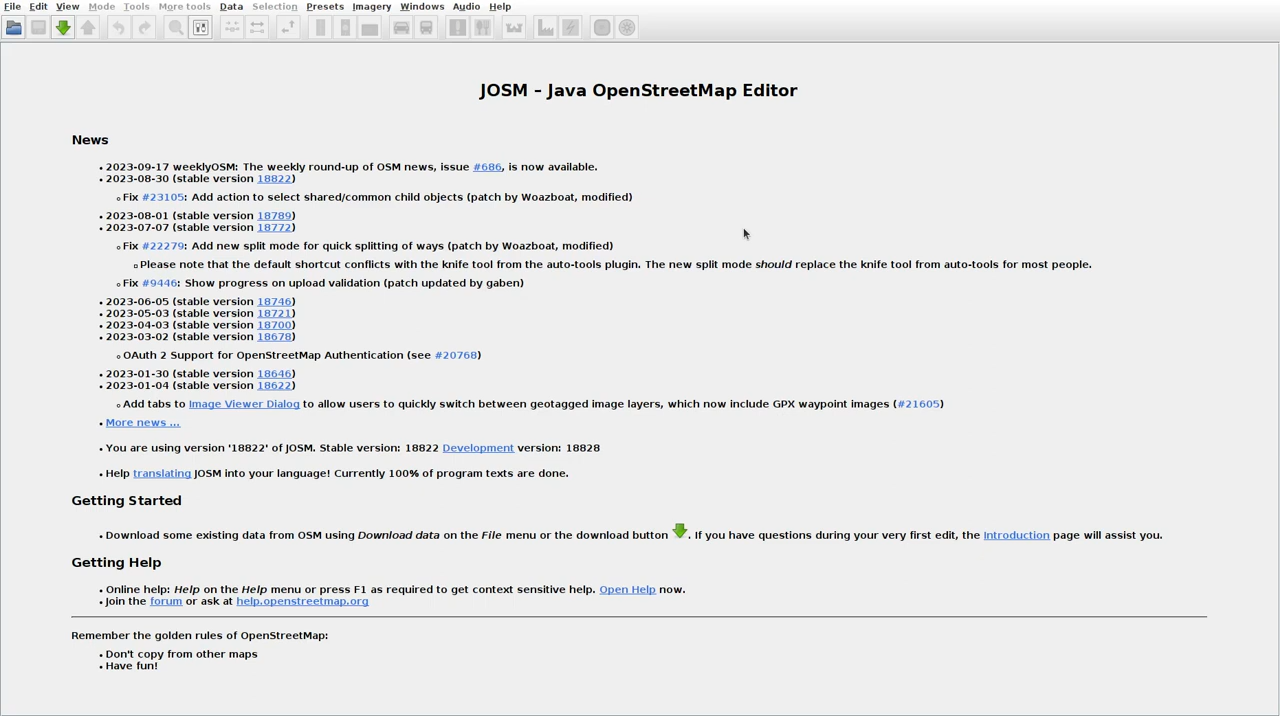 File Edit View Mode Tools More tools Data Selection Presets Imagery Windows Audio Help
JOSM – Java OpenStreetMap Editor
News
2023-09-17 weeklyOSM: The weekly round-up of OSM news, issue #686, is now available.
2023-08-30 (stable version 18822)
Fix #23105: Add action to select shared/common child objects (patch by Woazboat, modified)
2023-08-01 (stable version 18789)
2023-07-07 (stable version 18772)
Fix #22279: Add new split mode for quick splitting of ways (patch by Woazboat, modified)
Please note that the default shortcut conflicts with the knife tool from the auto-tools plugin. The new split mode should replace the knife tool from auto-tools for most people.
Fix #9446: Show progress on upload validation (patch updated by gaben)
2023-06-05 (stable version 18746)
2023-05-03 (stable version 18721)
2023-04-03 (stable version 18700)
2023-03-02 (stable version 18678)
OAuth 2 Support for OpenStreetMap Authentication (see #20768)
2023-01-30 (stable version 18646)
2023-01-04 (stable version 18622)
Add tabs to Image Viewer Dialog to allow users to quickly switch between geotagged image layers, which now include GPX waypoint images (#21605)
More news ...
You are using version '18822' of JOSM. Stable version: 18822 Development version: 18828
Help translating JOSM into your language! Currently 100% of program texts are done.
Getting Started
Download some existing data from OSM using Download data on the File menu or the download button . If you have questions during your very first edit, the Introduction page will assist you.
Getting Help
Online help: Help on the Help menu or press F1 as required to get context sensitive help. Open Help now.
Join the forum or ask at help.openstreetmap.org
Remember the golden rules of OpenStreetMap:
Don't copy from other maps
Have fun!